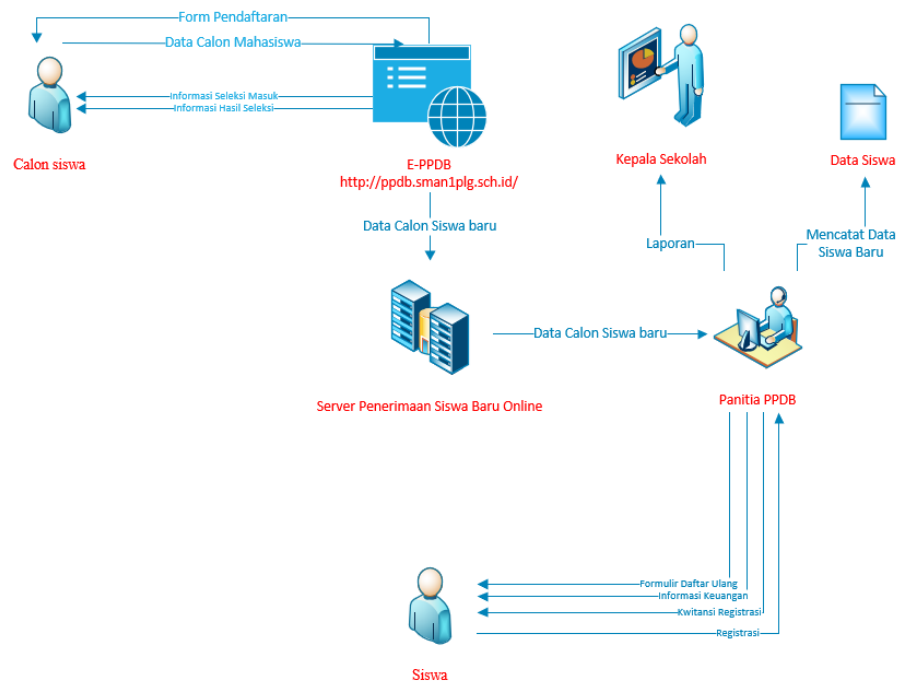 Form Pendaftaran
Data Calon Mahasiswa
Informasi Seleksi Masuk
Informasi Hasil Seleksi
Calon siswa
E-PPDB
http://ppdb.sman1plg.sch.id/
Kepala Sekolah
Data Siswa
Data Calon Siswa baru
Laporan
Mencatat Data
Siswa Baru
Data Calon Siswa baru
Server Penerimaan Siswa Baru Online
Panitia PPDB
Formulir Daftar Ulang
Informasi Keuangan
Kwitansi Registrasi
Registrasi
Siswa